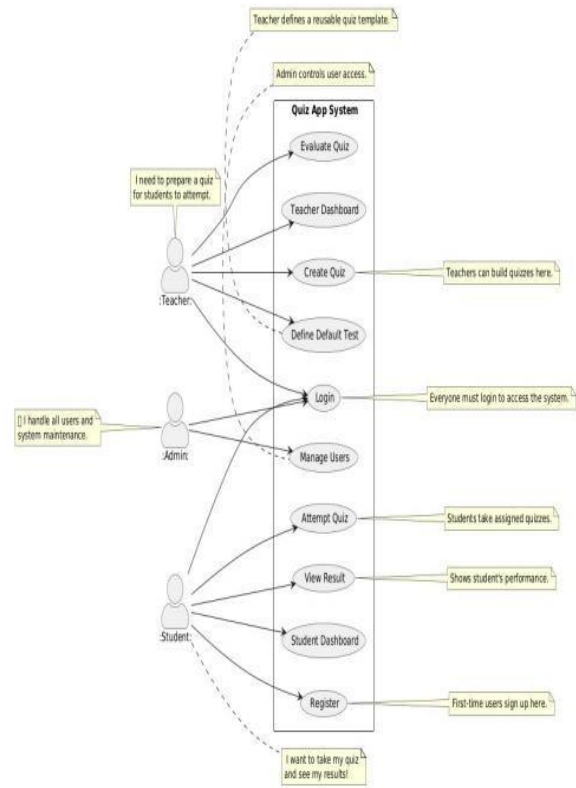 Teacher defines a reusable quiz template.
Admin controls user access.
Quiz App System
Evaluate Quiz
I need to prepare a quiz
for students to attempt.
Teacher Dashboard
:Teacher:
Create Quiz
Teachers can build quizzes here.
Define Default Test
Login
Everyone must login to access the system.
▯ I handle all users and
system maintenance.
:Admin:
Manage Users
Attempt Quiz
Students take assigned quizzes.
View Result
Shows student's performance.
:Student:
Student Dashboard
Register
First-time users sign up here.
I want to take my quiz
and see my results!